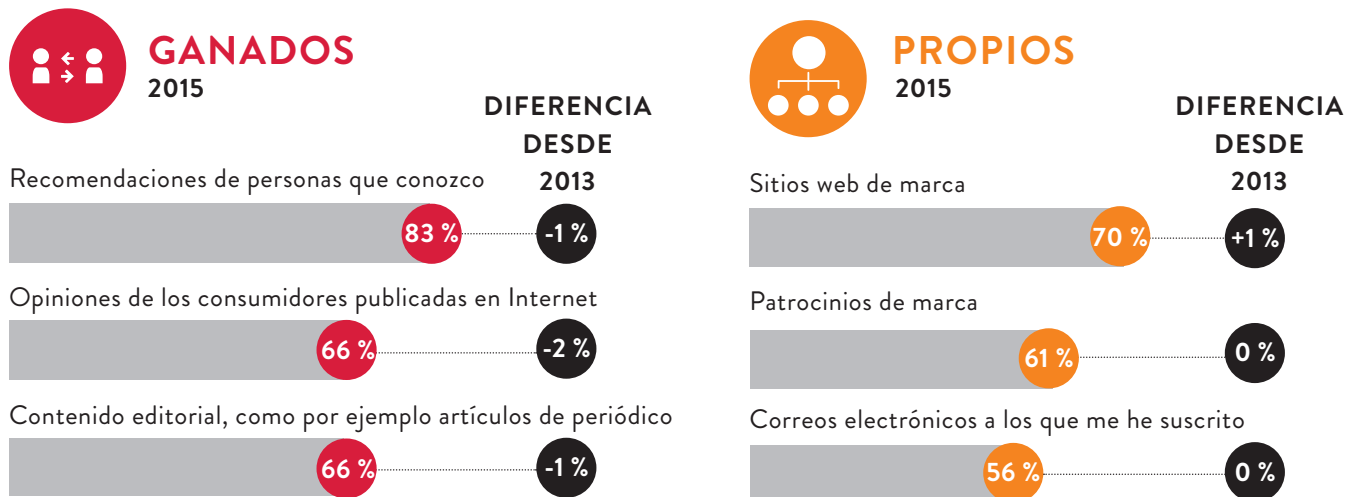 GANADOS
2015
DIFERENCIA
DESDE
2013
Recomendaciones de personas que conozco
83 %
-1 %
Opiniones de los consumidores publicadas en Internet
66 %
-2 %
Contenido editorial, como por ejemplo artículos de periódico
66 %
-1 %
PROPIOS
2015
DIFERENCIA
DESDE
2013
Sitios web de marca
70 %
+1 %
Patrocinios de marca
61 %
0 %
Correos electrónicos a los que me he suscrito
56 %
0 %